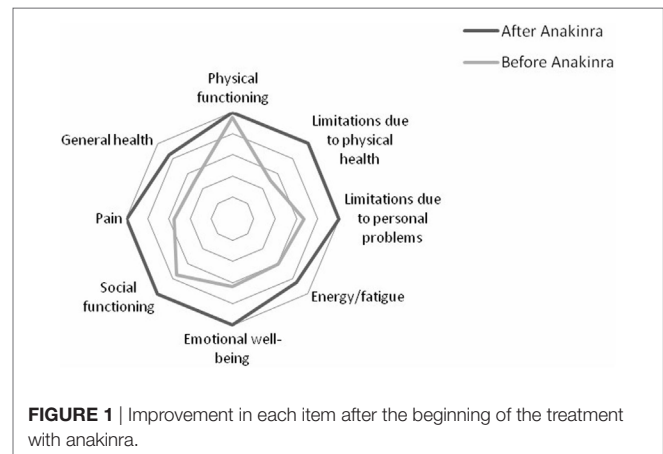 After Anakinra
Before Anakinra
Physical
functioning
Limitations due
to physical
health
Limitations due
to personal
problems
Energy/fatigue
Emotional well-
being
Social
functioning
Pain
General health
FIGURE 1 | Improvement in each item after the beginning of the treatment
with anakinra.